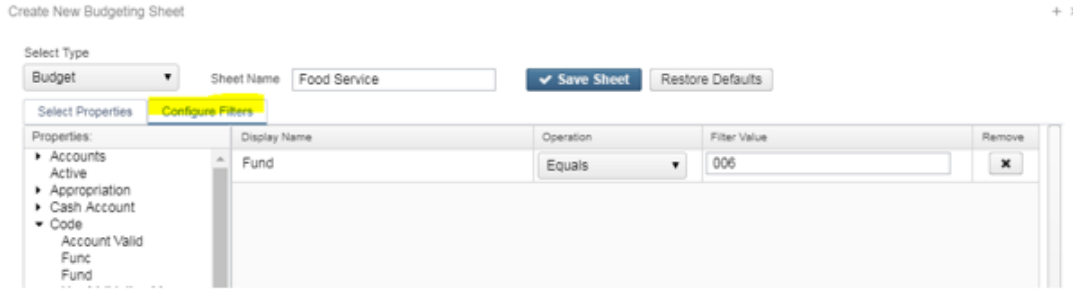 Create New Budgeting Sheet
Select Type
Budget Sheet Name Food Service Save Sheet Restore Defaults
Select Properties Configure Filters
Properties: Display Name Operation Filter Value Remove
Accounts
Fund Equals 006
Active
Appropriation
Cash Account
Code
Account Valid
Func
Fund